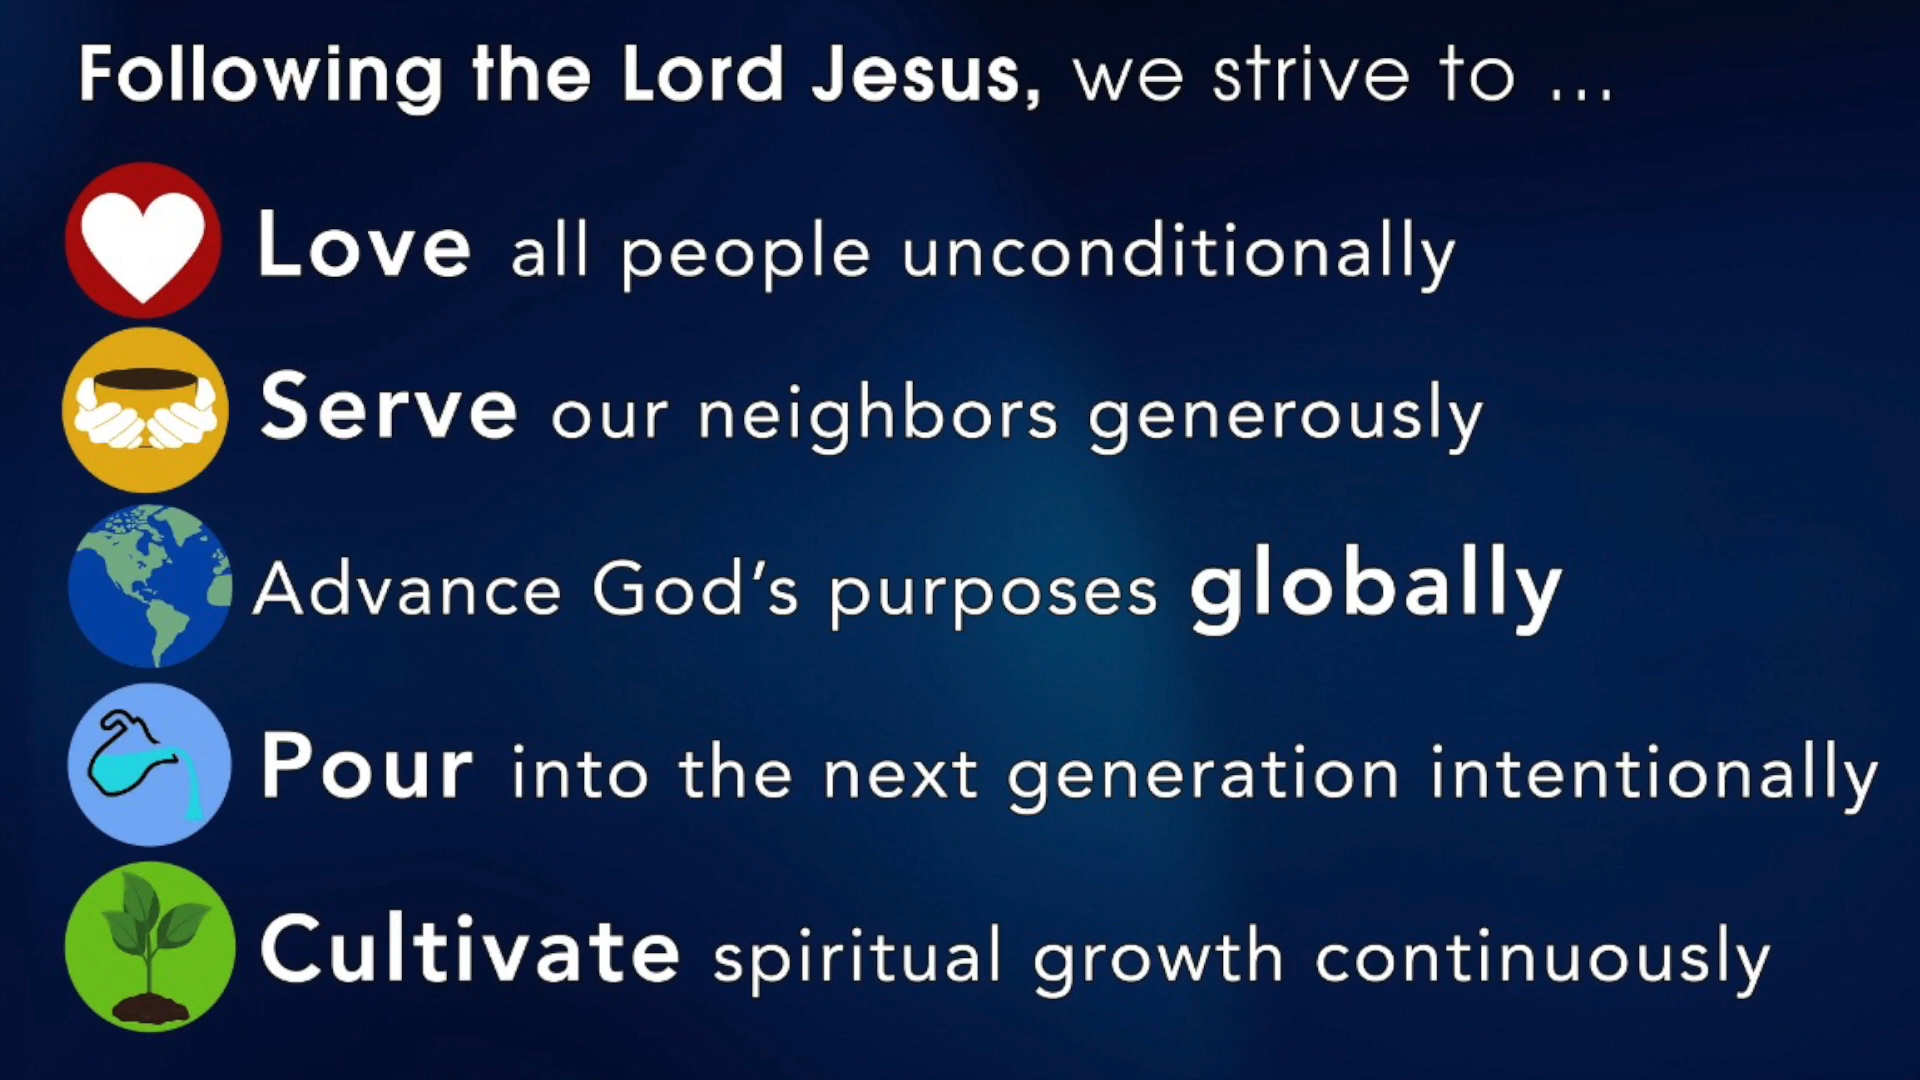 Following the Lord Jesus, we strive to ...
Love all people unconditionally
Serve our neighbors generously
Advance God’s purposes globally
Pour into the next generation intentionally
Cultivate spiritual growth continuously